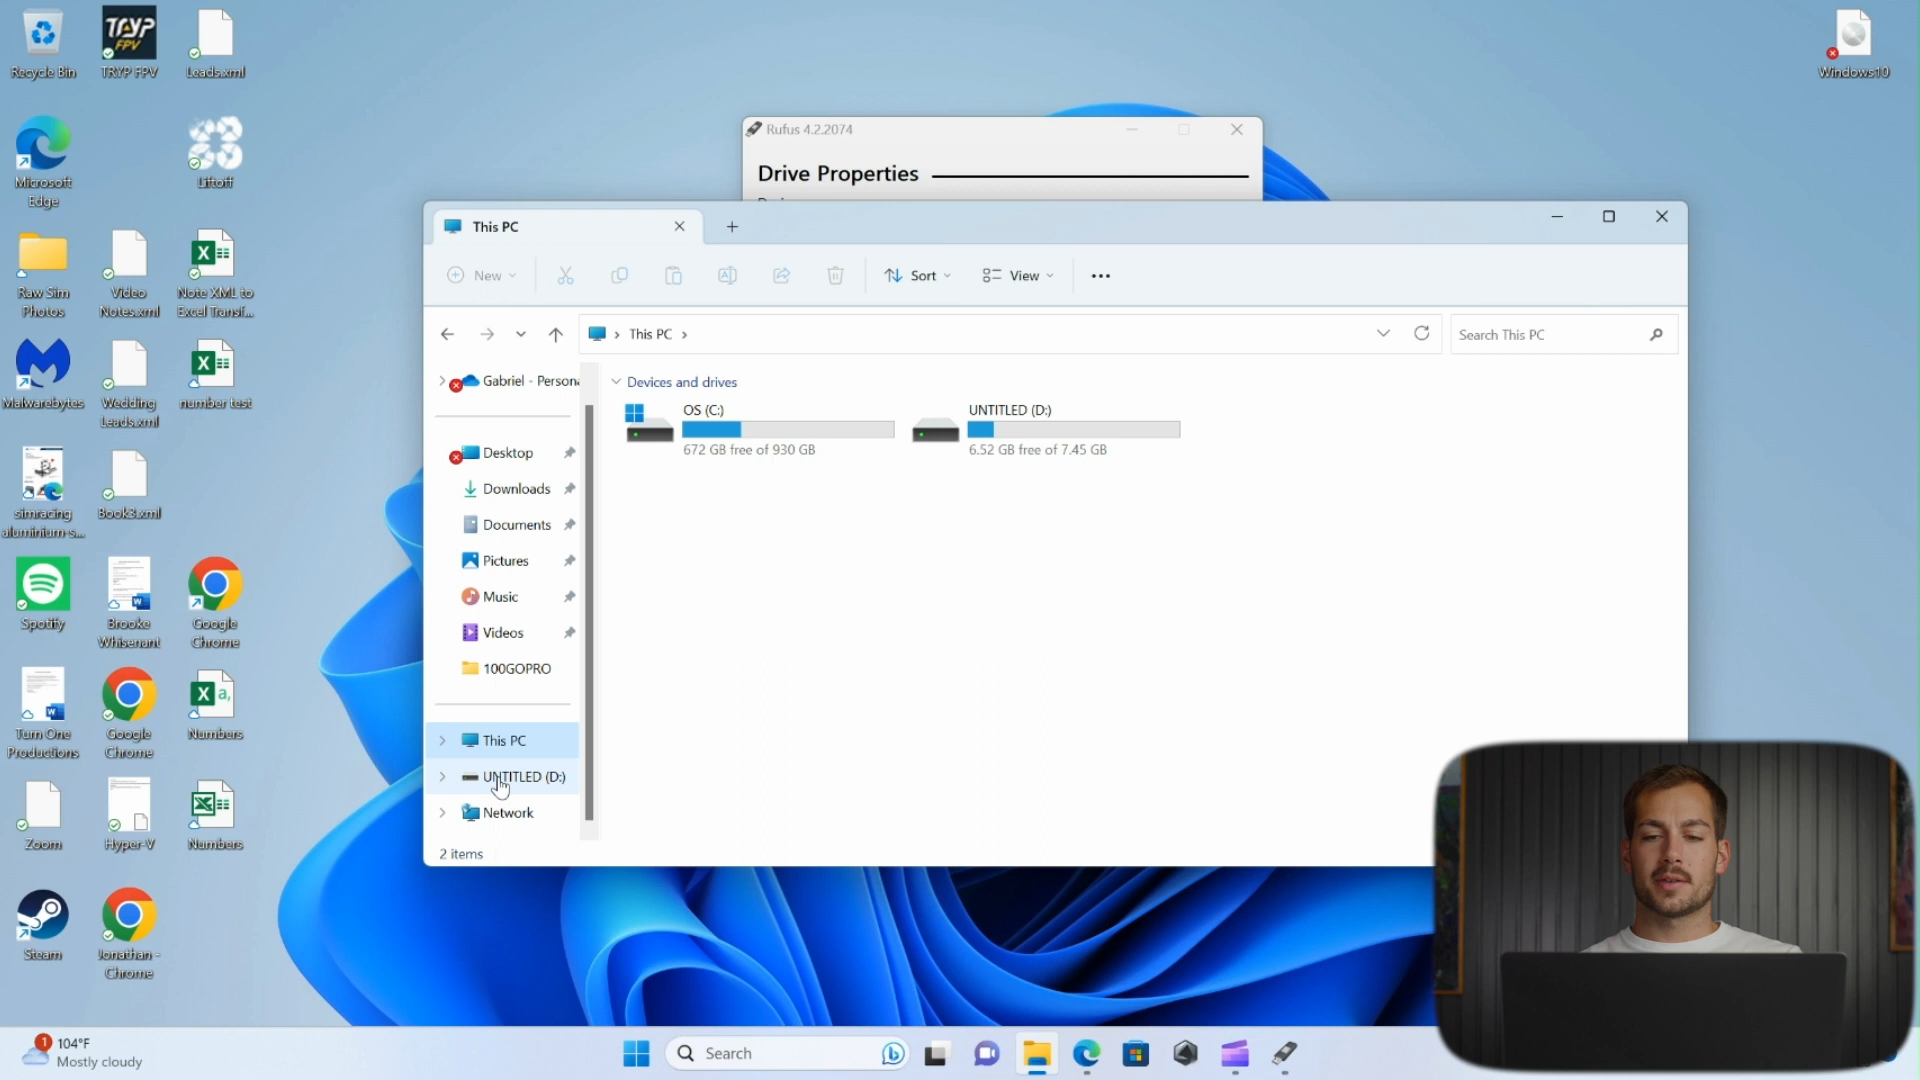 Recycle Bin
TRYP FPV
Leads.xml
Windows10
TRYP
FPV
Microsoft
Edge
Liftoff
Raw Sim
Photos
Video
Notes.xml
Note XML to
Excel Transf...
Malwarebytes
Wedding
Leads.xml
number test
simracing
aluminium-s...
Book3.xml
Spotify
Brooke
Whisenant
Google
Chrome
Turn One
Productions
Google
Chrome
Numbers
Zoom
Hyper-V
Numbers
Steam
Jonathan -
Chrome
Rufus 4.2.2074
Drive Properties
This PC
New
Sort
View
This PC
Search This PC
Gabriel - Persona
Desktop
Downloads
Documents
Pictures
Music
Videos
100GOPRO
This PC
UNTITLED (D:)
Network
2 items
Devices and drives
OS (C:)
672 GB free of 930 GB
UNTITLED (D:)
6.52 GB free of 7.45 GB
1
104°F
Mostly cloudy
Search